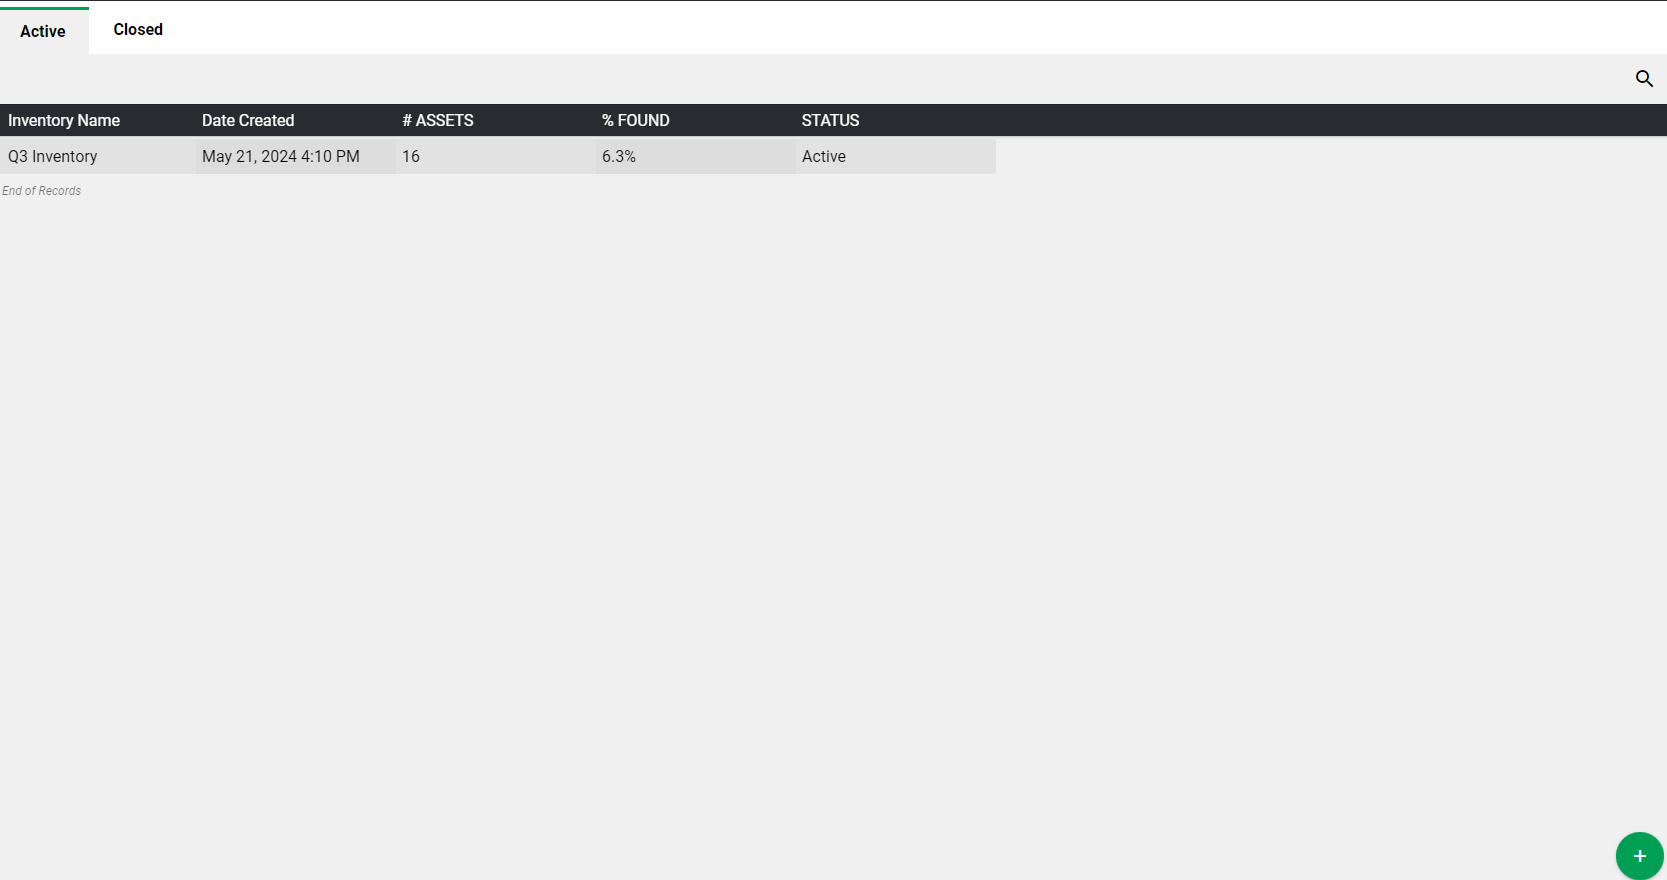 Active Closed
Inventory Name Date Created # ASSETS % FOUND STATUS
Q3 Inventory May 21, 2024 4:10 PM 16 6.3% Active
End of Records
+